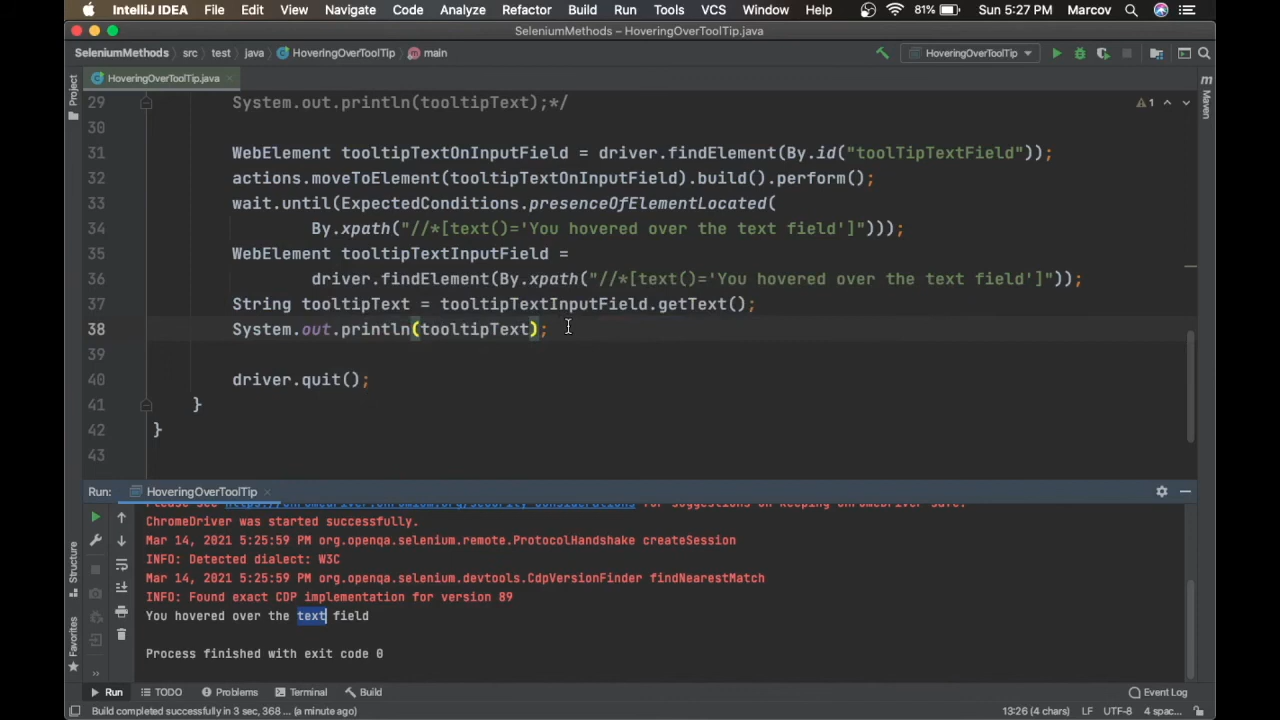 IntelliJ IDEA File Edit View Navigate Code Analyze Refactor Build Run Tools VCS Window Help 81% Sun 5:27 PM Marcov
SeleniumMethods – HoveringOverToolTip.java
SeleniumMethods src test java HoveringOverToolTip main HoveringOverToolTip
HoveringOverToolTip.java
Project
Maven
29 System.out.println(tooltipText);*/
1
30
31 WebElement tooltipTextOnInputField = driver.findElement(By.id("toolTipTextField"));
32 actions.moveToElement(tooltipTextOnInputField).build().perform();
33 wait.until(ExpectedConditions.presenceOfElementLocated(
34 By.xpath("//*[text()='You hovered over the text field']")));
35 WebElement tooltipTextInputField =
36 driver.findElement(By.xpath("//*[text()='You hovered over the text field']"));
37 String tooltipText = tooltipTextInputField.getText();
38 System.out.println(tooltipText);
39
40 driver.quit();
41 }
42 }
43
Run: HoveringOverToolTip
ChromeDriver was started successfully.
Mar 14, 2021 5:25:59 PM org.openqa.selenium.remote.ProtocolHandshake createSession
INFO: Detected dialect: W3C
Mar 14, 2021 5:25:59 PM org.openqa.selenium.devtools.CdpVersionFinder findNearestMatch
INFO: Found exact CDP implementation for version 89
You hovered over the text field
Process finished with exit code 0
Structure
Favorites
Run TODO Problems Terminal Build Event Log
Build completed successfully in 3 sec, 368 ... (a minute ago) 13:26 (4 chars) LF UTF-8 4 spac...